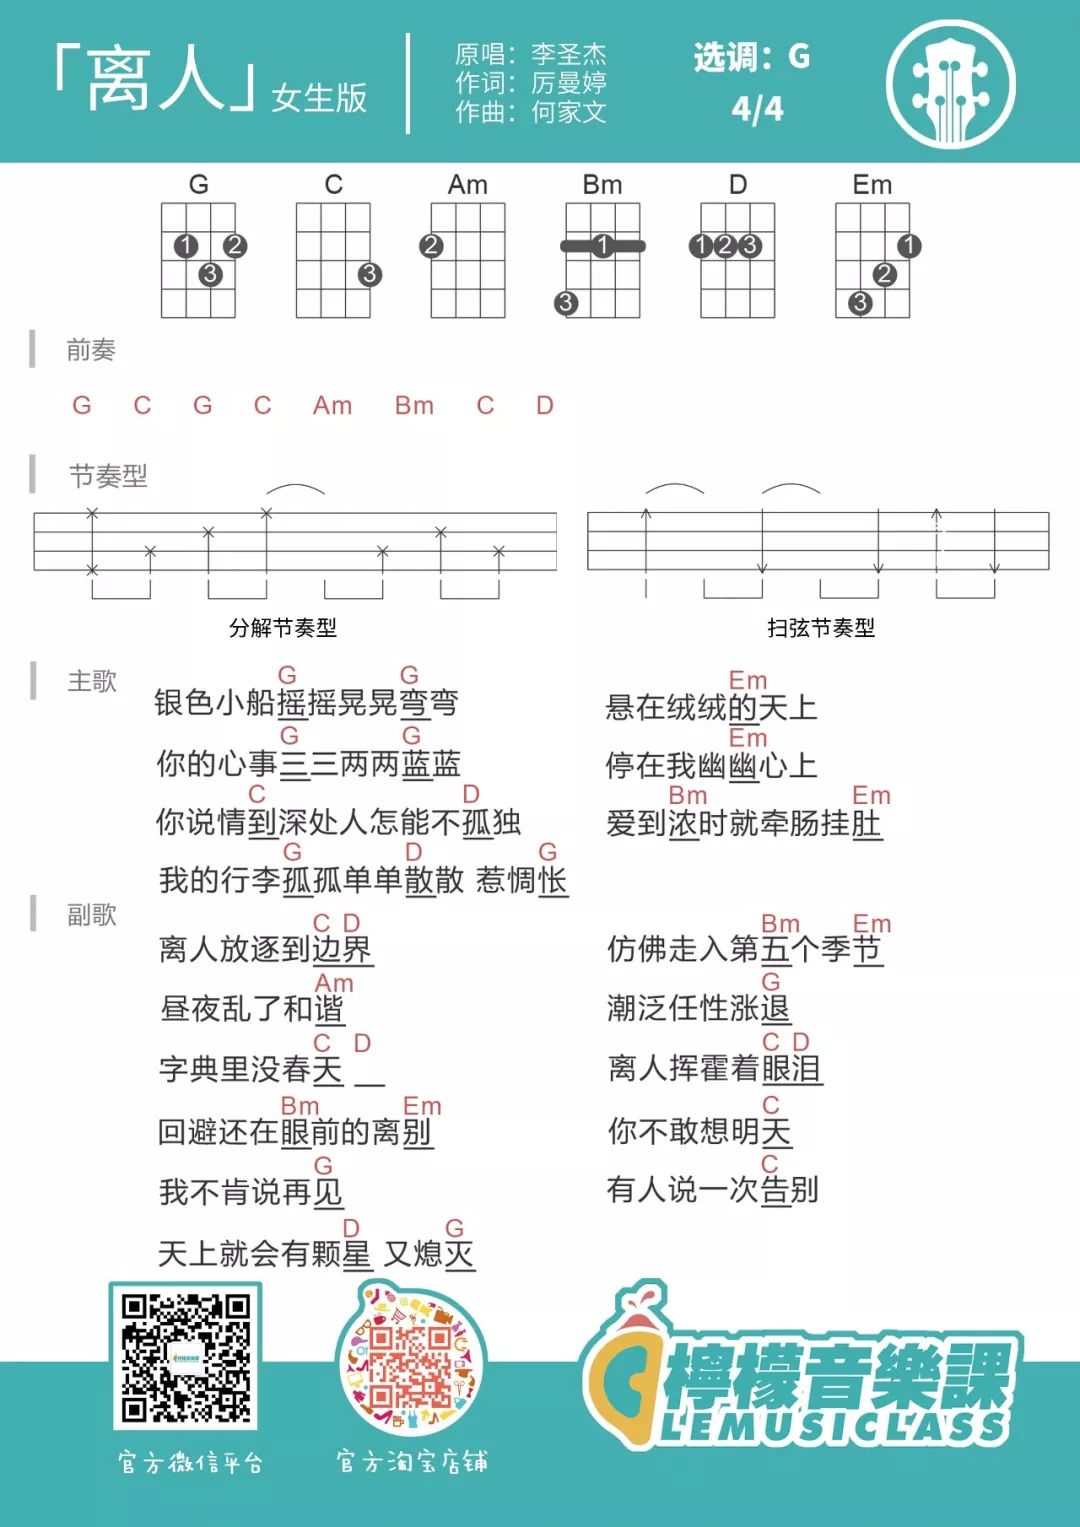 「离人」女生版
原唱：李圣杰
作词：厉曼婷
作曲：何家文
选调：G
4/4
G C Am Bm D Em
1 2 3
3
2
1 3
1 2 3
1 2 3
前奏
G C G C Am Bm C D
节奏型
分解节奏型
扫弦节奏型
主歌
G G
银色小船摇摇晃晃弯弯
Em
悬在绒绒的天上
G G
你的心事三三两两蓝蓝
Em
停在我幽幽心上
C D
你说情到深处人怎能不孤独
Bm Em
爱到浓时就牵肠挂肚
G D G
我的行李孤孤单单散散 惹惆怅
副歌
C D
离人放逐到边界
Bm Em
仿佛走入第五个季节
Am
昼夜乱了和谐
G
潮泛任性涨退
C D
字典里没春天
C D
离人挥霍着眼泪
Bm Em
回避还在眼前的离别
C
你不敢想明天
G
我不肯说再见
C
有人说一次告别
D G
天上就会有颗星 又熄灭
柠檬音樂課
官方微信平台
官方淘宝店铺
檸檬音樂課
LEMUSICLASS